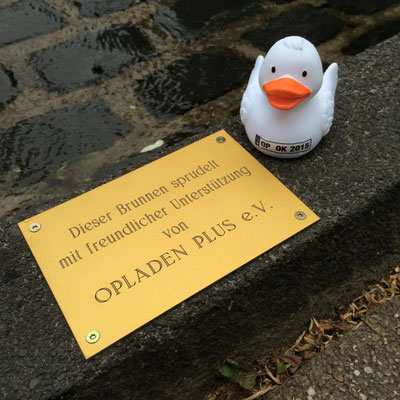 Dieser Brunnen sprudelt
mit freundlicher Unterstützung
von
OPLADEN PLUS e.V.
OP OK 2015